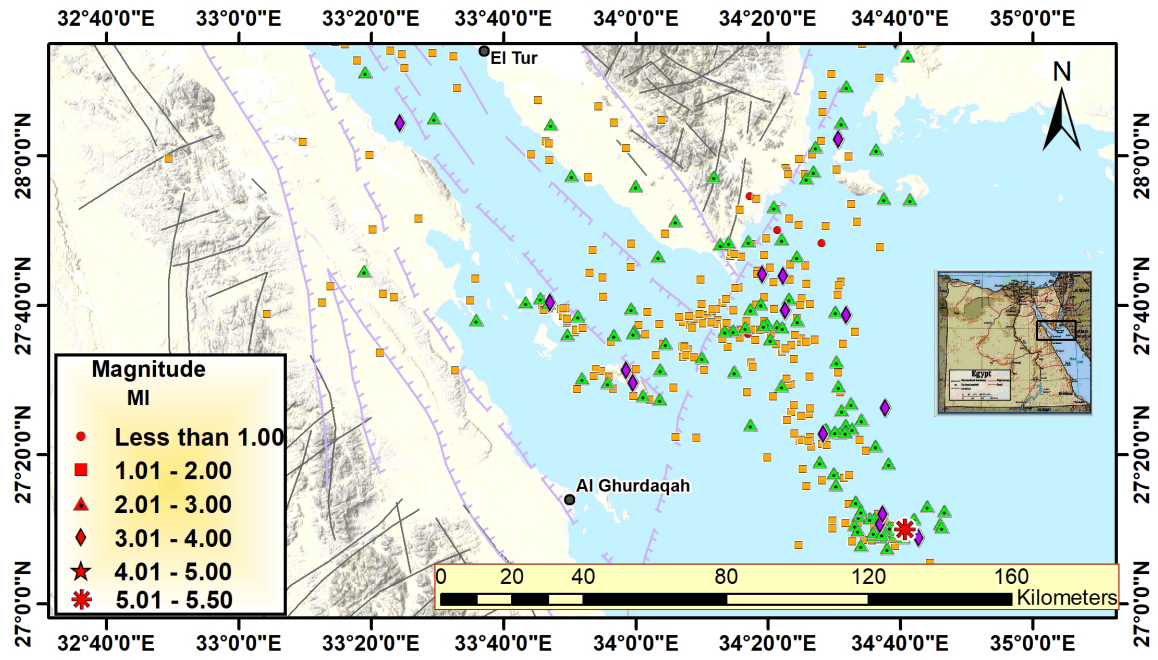 32°40'0"E 33°0'0"E 33°20'0"E 33°40'0"E 34°0'0"E 34°20'0"E 34°40'0"E 35°0'0"E
El Tur
N
28°0'0"N 28°0'0"N
27°40'0"N 27°40'0"N
Egypt
Magnitude
Ml
Less than 1.00
1.01 - 2.00
2.01 - 3.00
3.01 - 4.00
4.01 - 5.00
5.01 - 5.50
27°20'0"N 27°20'0"N
Al Ghurdaqah
0 20 40 80 120 160
Kilometers
27°0'0"N 27°0'0"N
32°40'0"E 33°0'0"E 33°20'0"E 33°40'0"E 34°0'0"E 34°20'0"E 34°40'0"E 35°0'0"E